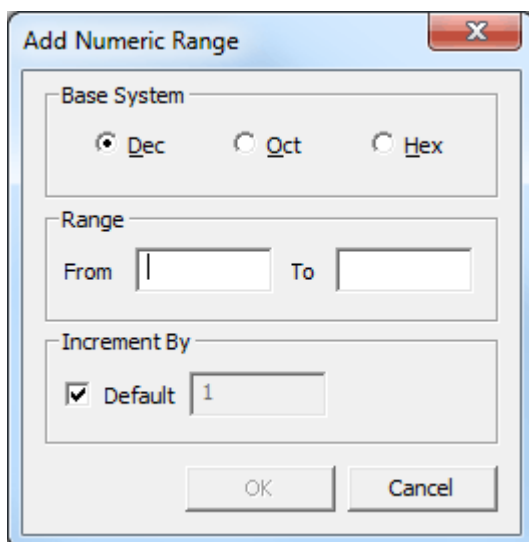 Add Numeric Range
X
Base System
Dec Oct Hex
Range
From To
Increment By
Default 1
OK Cancel